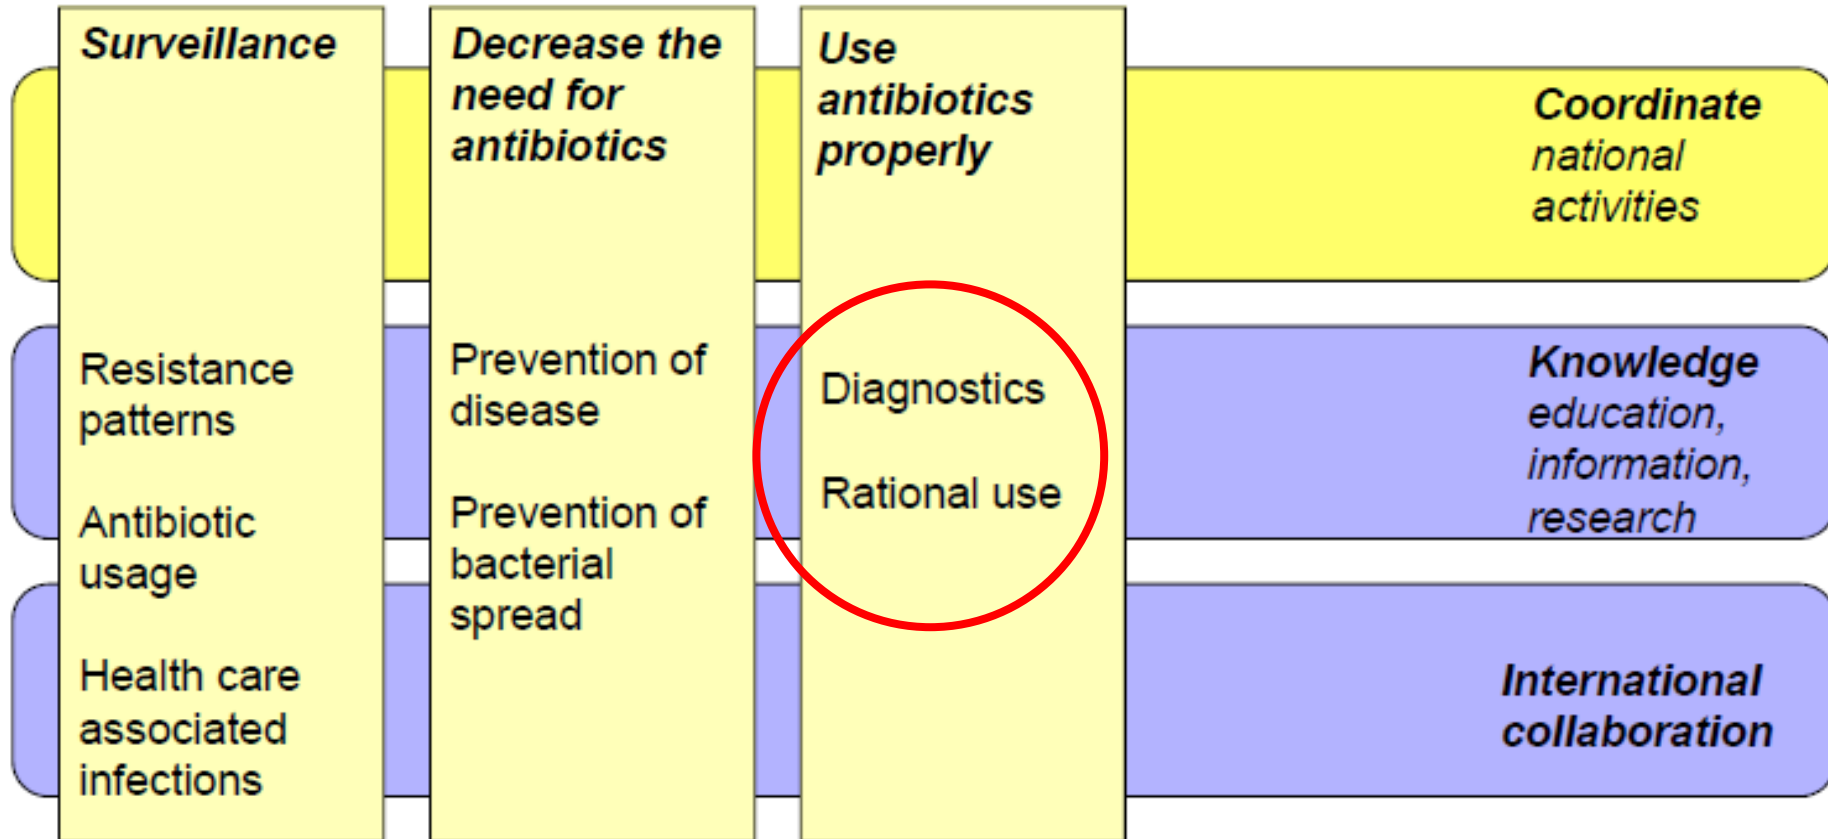 Surveillance
Resistance
patterns
Antibiotic
usage
Health care
associated
infections
Decrease the
need for
antibiotics
Prevention of
disease
Prevention of
bacterial
spread
Use
antibiotics
properly
Diagnostics
Rational use
Coordinate
national
activities
Knowledge
education,
information,
research
International
collaboration